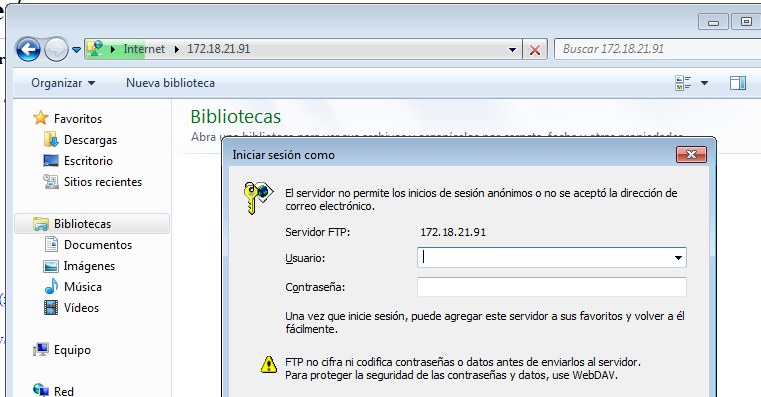 Internet 172.18.21.91
Buscar 172.18.21.91
Organizar
Nueva biblioteca
Favoritos
Descargas
Escritorio
Sitios recientes
Bibliotecas
Documentos
Imágenes
Música
Vídeos
Equipo
Red
Bibliotecas
Iniciar sesión como
El servidor no permite los inicios de sesión anónimos o no se aceptó la dirección de
correo electrónico.
Servidor FTP: 172.18.21.91
Usuario:
Contraseña:
Una vez que inicie sesión, puede agregar este servidor a sus favoritos y volver a él
fácilmente.
FTP no cifra ni codifica contraseñas o datos antes de enviarlos al servidor.
Para proteger la seguridad de las contraseñas y datos, use WebDAV.